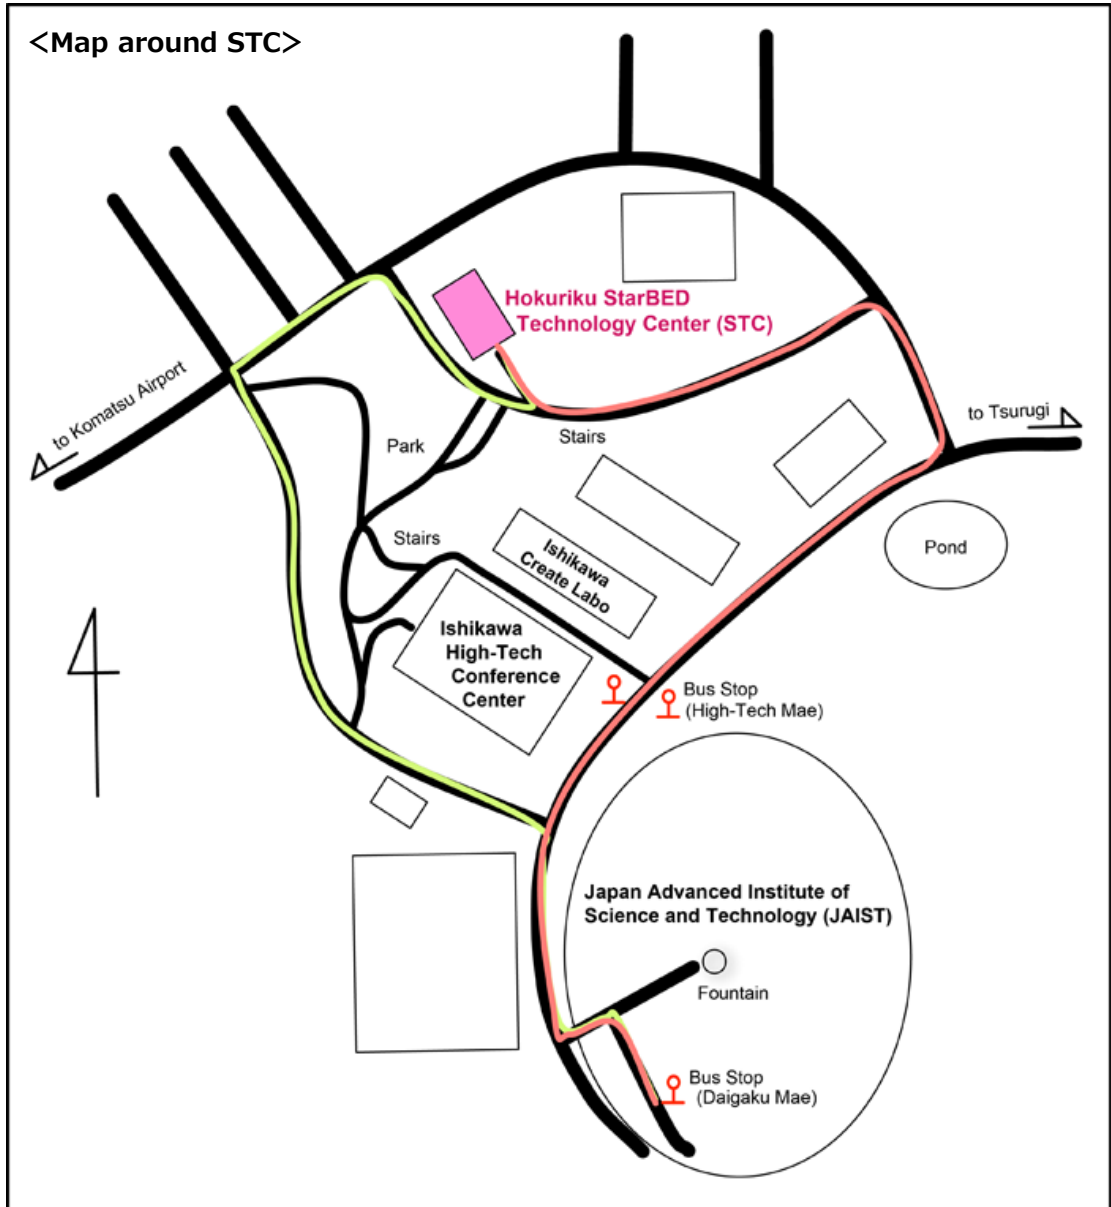 <Map around STC>
Hokuriku StarBED
Technology Center (STC)
to Komatsu Airport
to Tsurugi
Stairs
Park
Pond
Stairs
Ishikawa
Create Labo
Ishikawa
High-Tech
Conference
Center
Bus Stop
(High-Tech Mae)
Japan Advanced Institute of
Science and Technology (JAIST)
Fountain
Bus Stop
(Daigaku Mae)